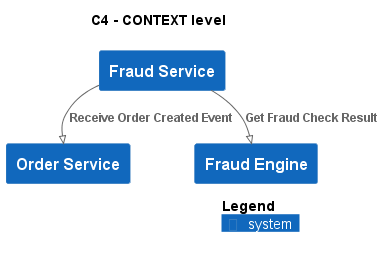 C4 - CONTEXT level
Fraud Service
Receive Order Created Event
Get Fraud Check Result
Order Service
Fraud Engine
Legend
system